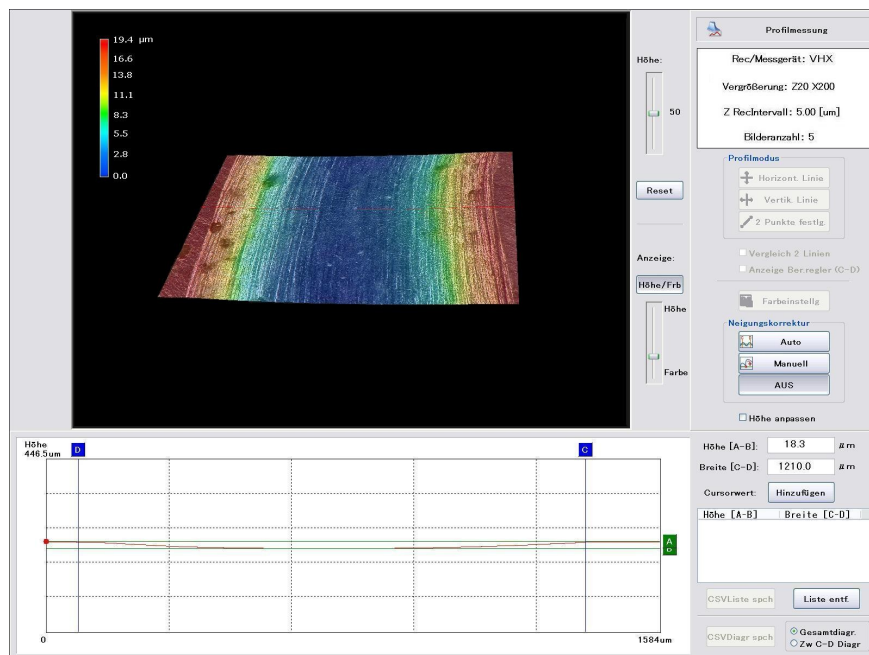 19.4 µm
16.6
13.8
11.1
8.3
5.5
2.8
0.0
Höhe:
50
Reset
Anzeige:
Höhe/Frb
Höhe
Farbe
Profilmessung
Rec/Messgerät: VHX
Vergrößerung: Z20 X200
Z RecIntervall: 5.00 [um]
Bilderanzahl: 5
Profilmodus
Horizont. Linie
Vertik. Linie
2 Punkte festlg.
Vergleich 2 Linien
Anzeige Ber.regler (C-D)
Farbeinstellg
Neigungskorrektur
Auto
Manuell
AUS
Höhe anpassen
Höhe
446.5um
D
C
A
0
1584um
Höhe [A-B]: 18.3 µm
Breite [C-D]: 1210.0 µm
Cursorwert: Hinzufügen
Höhe [A-B] Breite [C-D]
CSVListe spch Liste entf.
CSVDiagr spch
Gesamtdiagr.
Zw C-D Diagr